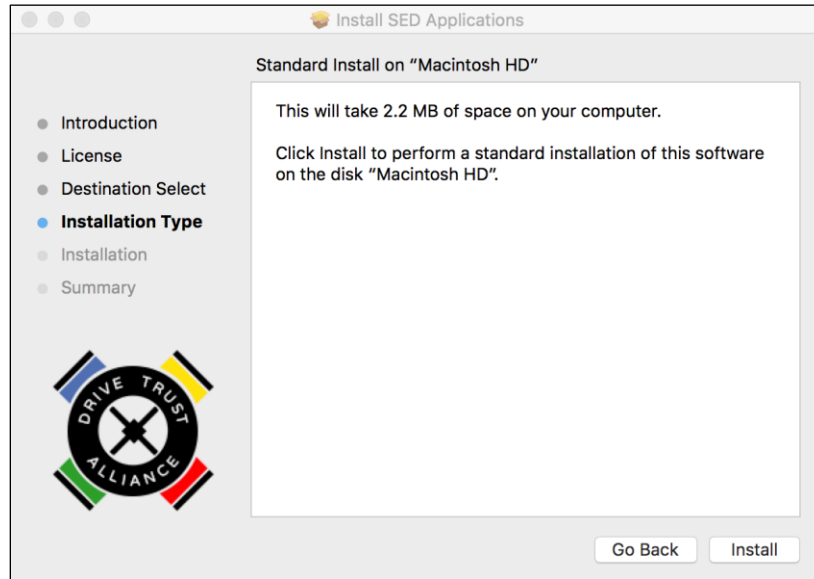 Install SED Applications
Standard Install on “Macintosh HD”
Introduction
License
Destination Select
Installation Type
Installation
Summary
This will take 2.2 MB of space on your computer.
Click Install to perform a standard installation of this software
on the disk “Macintosh HD”.
DRIVE TRUST
ALLIANCE
Go Back
Install